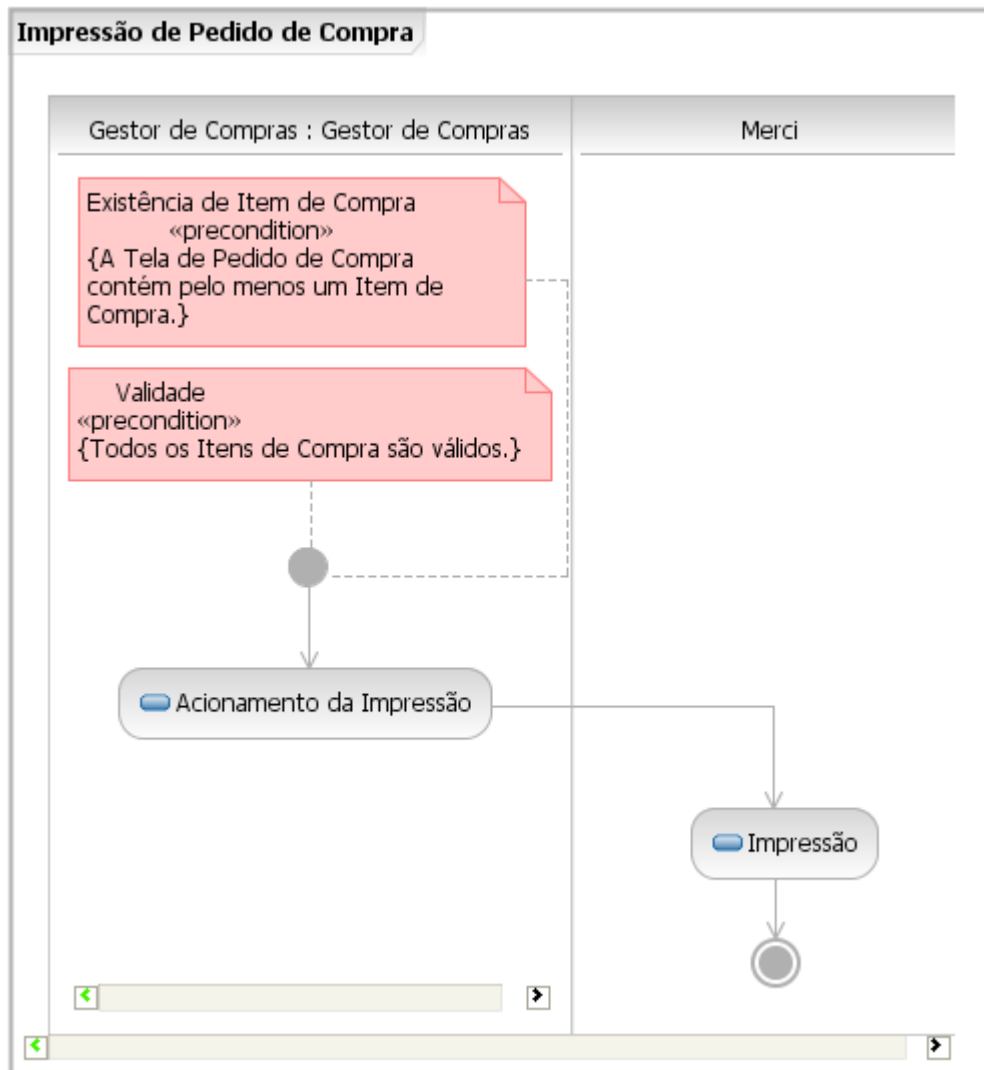 Impressão de Pedido de Compra
Gestor de Compras : Gestor de Compras
Merci
Existência de Item de Compra
«precondition»
{A Tela de Pedido de Compra
contém pelo menos um Item de
Compra.}
Validade
«precondition»
{Todos os Itens de Compra são válidos.}
Acionamento da Impressão
Impressão